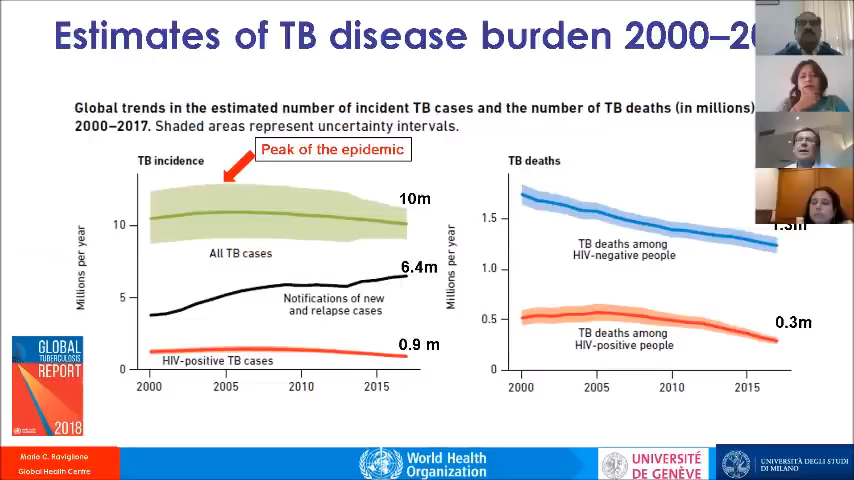 Estimates of TB disease burden 2000–20
Global trends in the estimated number of incident TB cases and the number of TB deaths (in millions)
2000–2017. Shaded areas represent uncertainty intervals.
TB incidence
Peak of the epidemic
10m
10
All TB cases
Millions per year
6.4m
5
Notifications of new
and relapse cases
0.9 m
HIV-positive TB cases
0
2000
2005
2010
2015
TB deaths
1.5
1.3m
TB deaths among
HIV-negative people
Millions per year
1.0
0.5
0.3m
TB deaths among
HIV-positive people
0
2000
2005
2010
2015
GLOBAL
TUBERCULOSIS
REPORT
2018
Mario C. Raviglione
Global Health Centre
World Health
Organization
UNIVERSITÉ
DE GENÈVE
UNIVERSITÀ DEGLI STUDI
DI MILANO